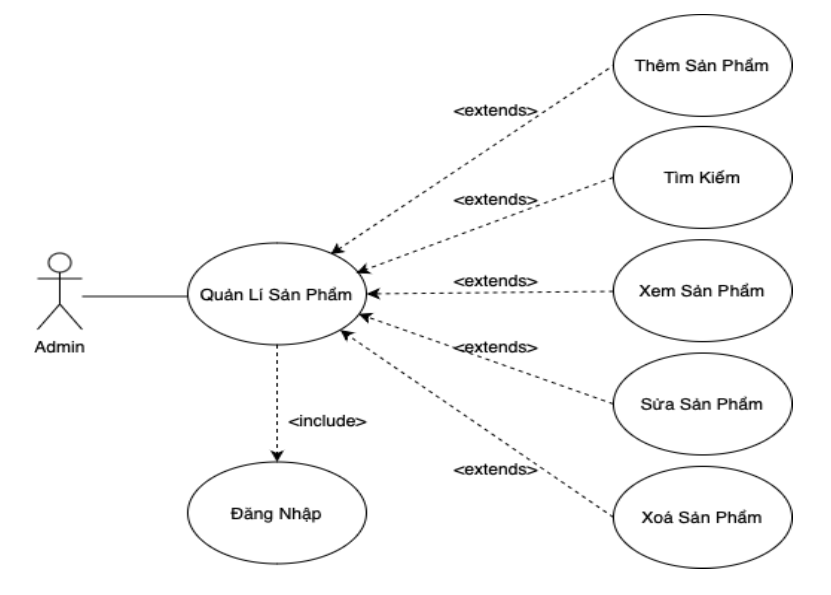 Thêm Sản Phẩm
<extends>
Tìm Kiếm
<extends>
Quản Lí Sản Phẩm
<extends>
Xem Sản Phẩm
Admin
<extends>
Sửa Sản Phẩm
<include>
<extends>
Đăng Nhập
Xoá Sản Phẩm